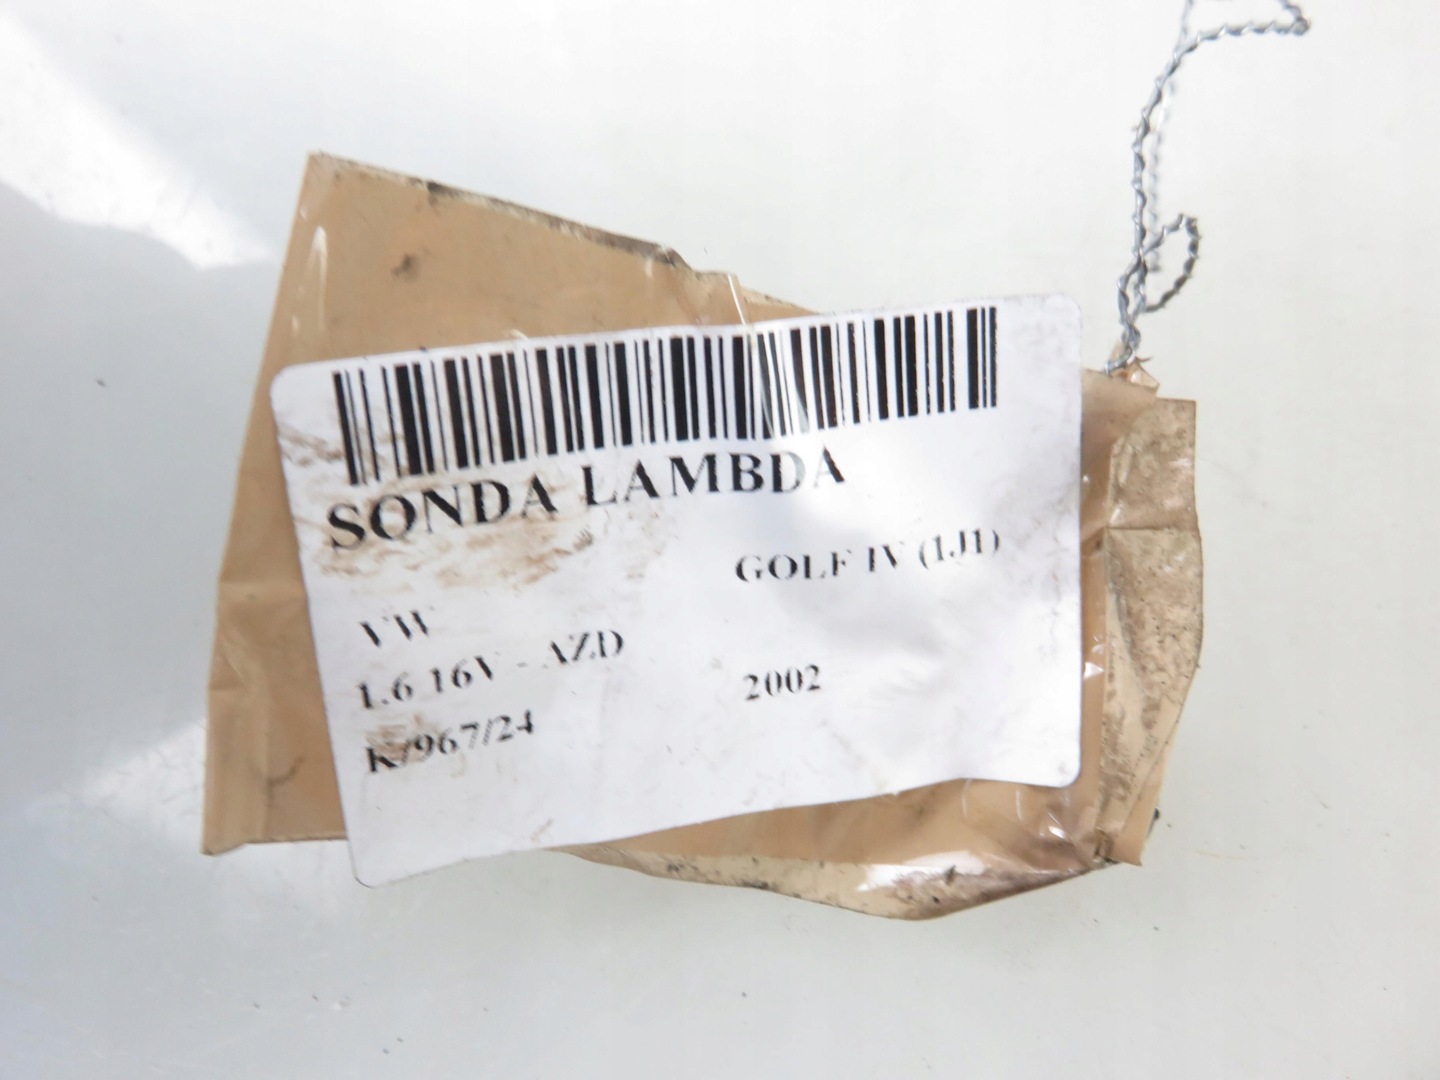 SONDA LAMBDA
GOLF IV (1J1)
VW
1.6 16V - AZD
2002
K/967/24